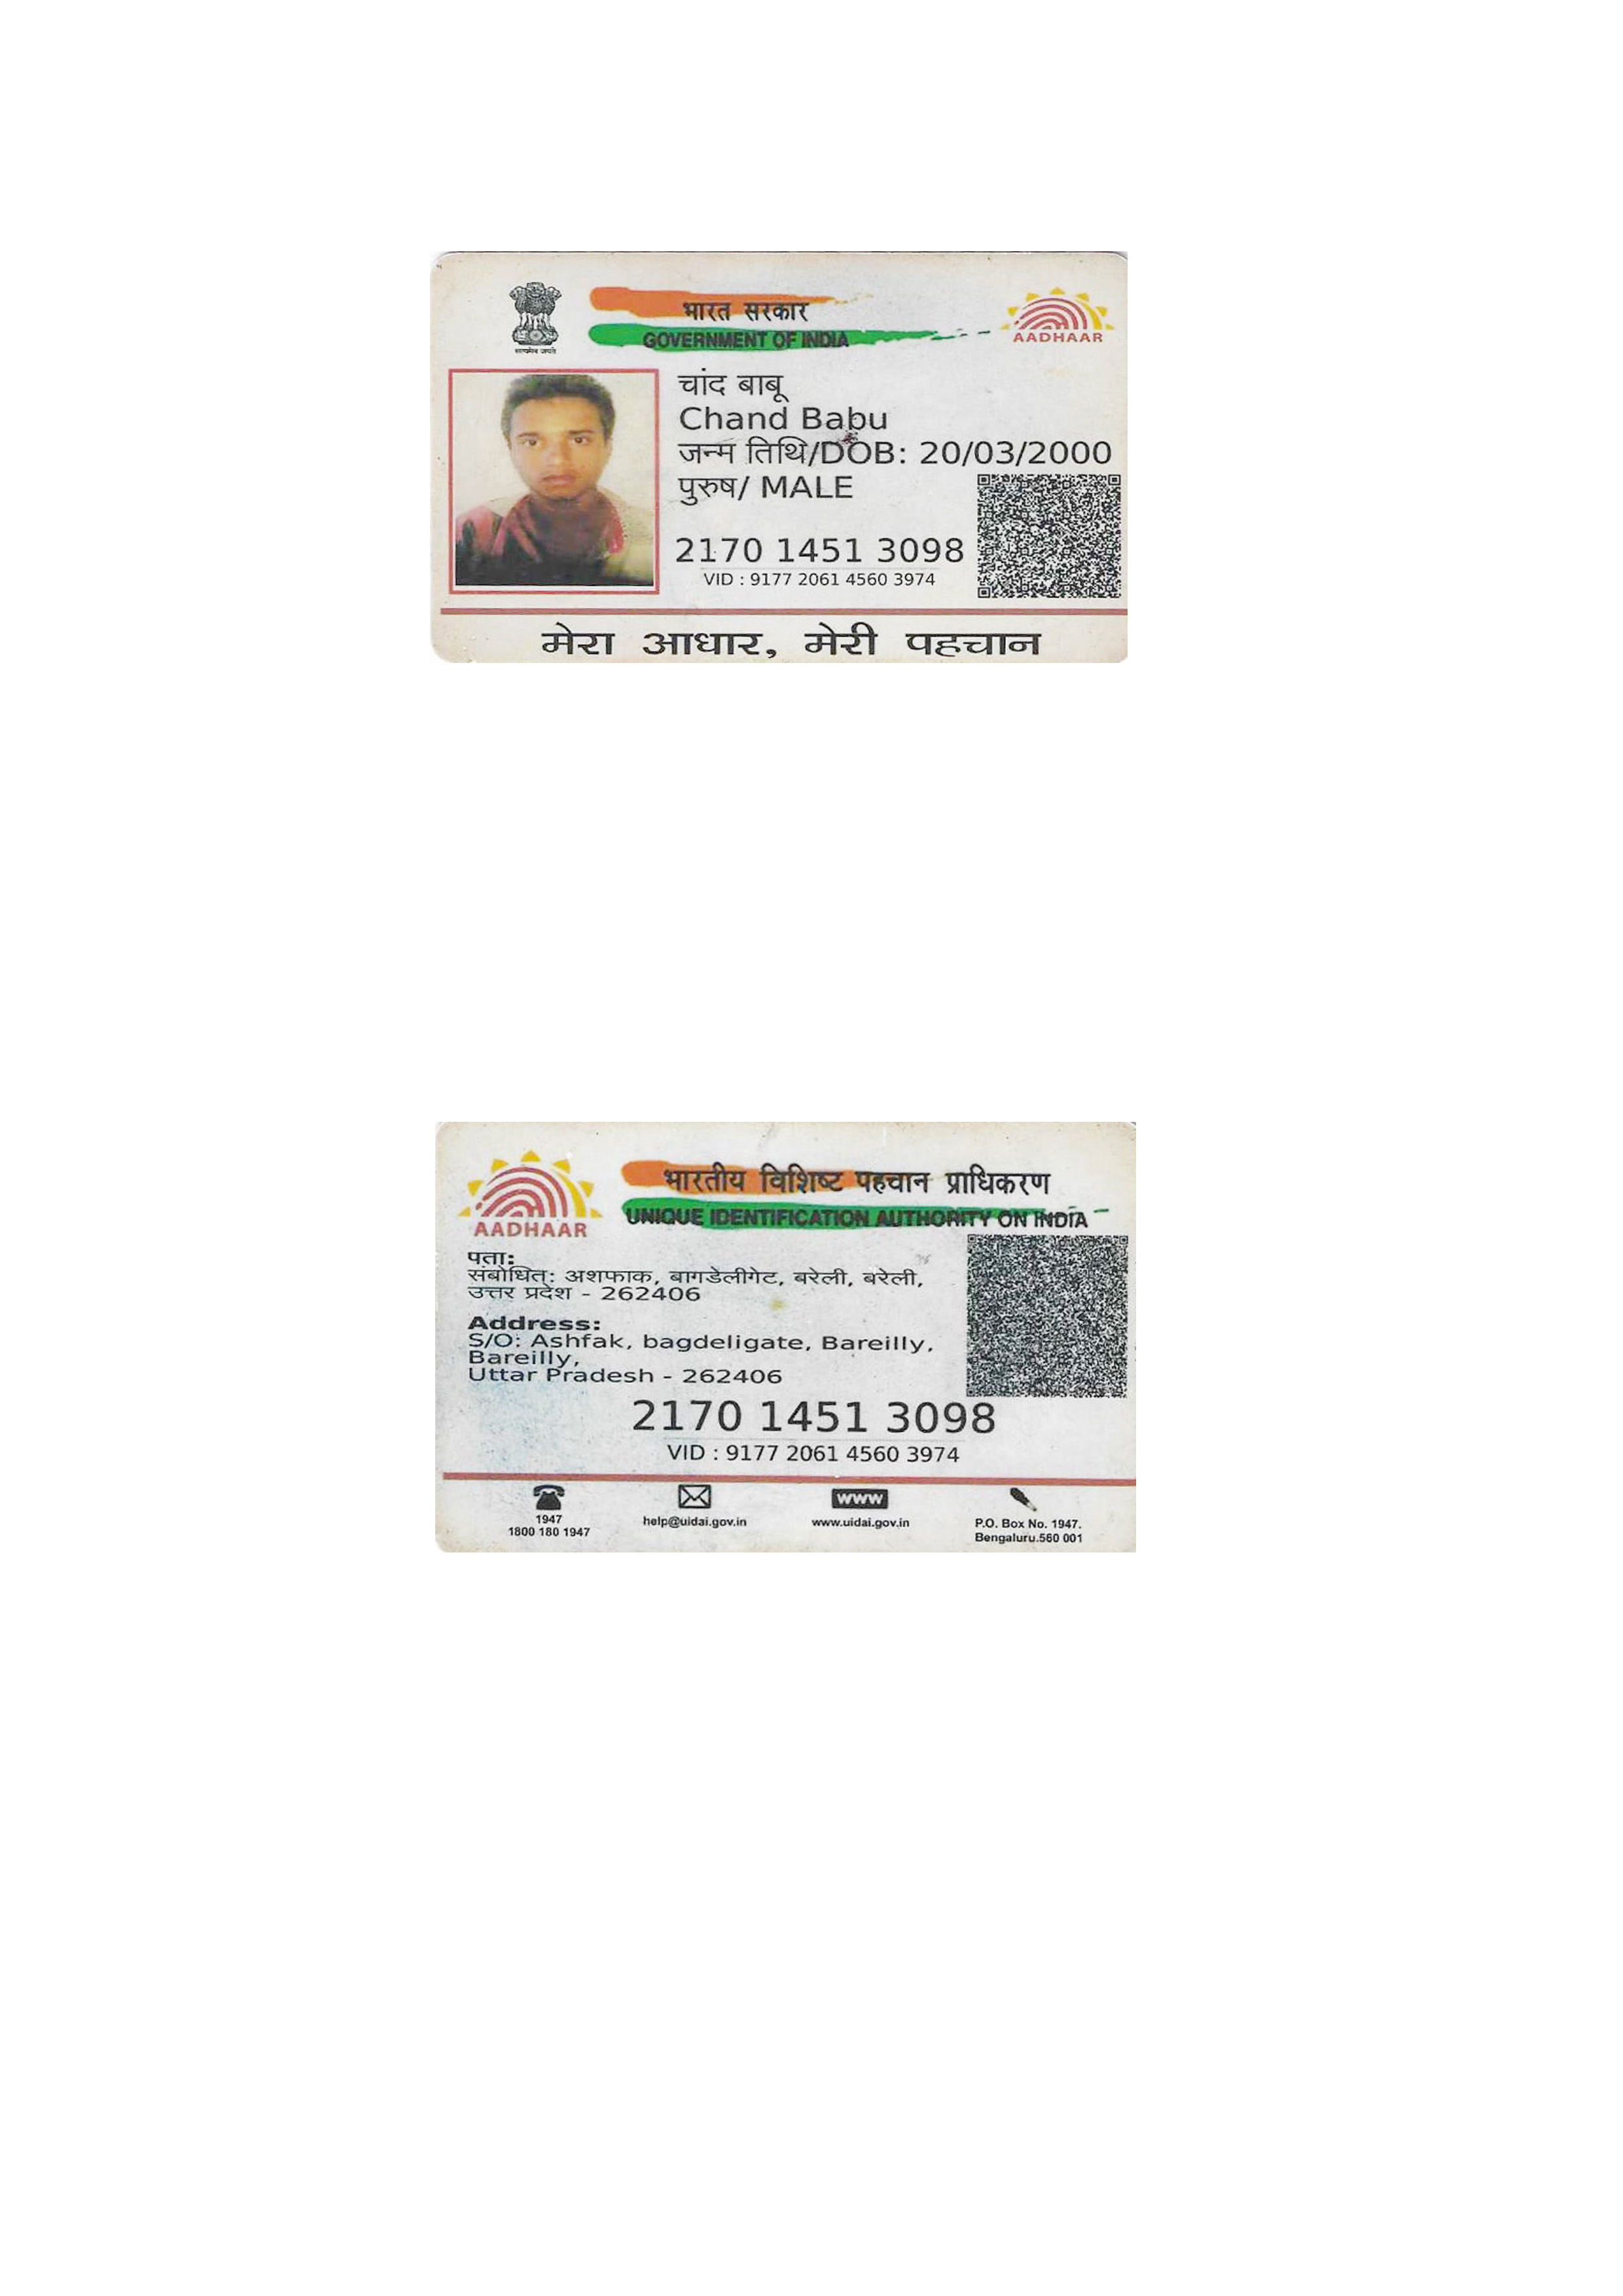 भारत सरकार
GOVERNMENT OF INDIA
सत्यमेव जयते
AADHAAR
चांद बाबू
Chand Babu
जन्म तिथि/DOB: 20/03/2000
पुरुष/ MALE
2170 1451 3098
VID : 9177 2061 4560 3974
मेरा आधार, मेरी पहचान
भारतीय विशिष्ट पहचान प्राधिकरण
UNIQUE IDENTIFICATION AUTHORITY ON INDIA
AADHAAR
पता:
संबोधित: अशफाक, बागडेलीगेट, बरेली, बरेली,
उत्तर प्रदेश - 262406
Address:
S/O: Ashfak, bagdeligate, Bareilly,
Bareilly,
Uttar Pradesh - 262406
2170 1451 3098
VID : 9177 2061 4560 3974
1947
1800 180 1947
help@uidai.gov.in
www
www.uidai.gov.in
P.O. Box No. 1947.
Bengaluru.560 001